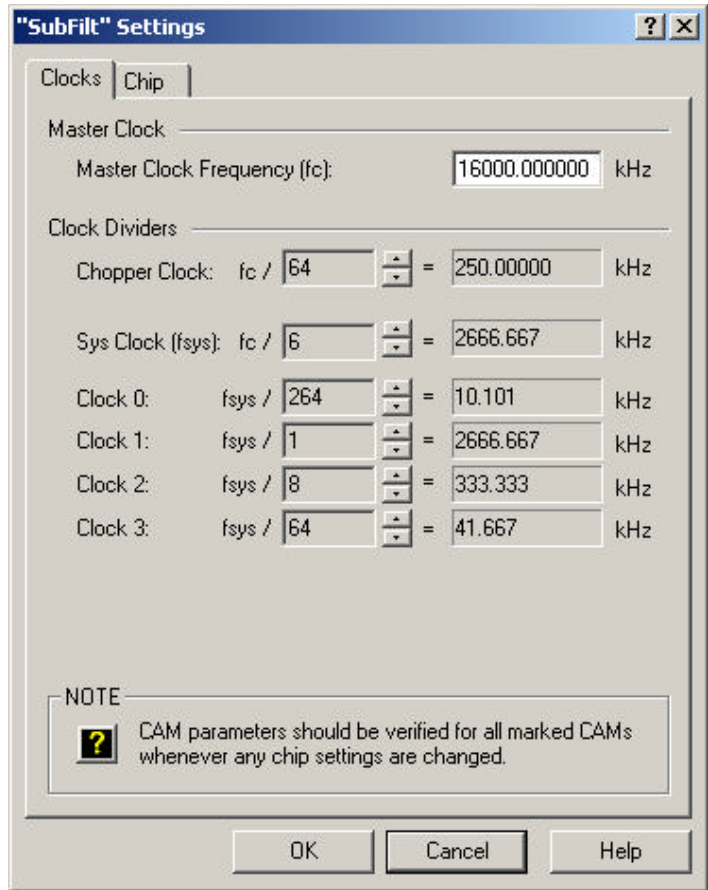 "SubFilt" Settings ? X
Clocks Chip
Master Clock
Master Clock Frequency (fc): 16000.000000 kHz
Clock Dividers
Chopper Clock: fc / 64 = 250.00000 kHz
Sys Clock (fsys): fc / 6 = 2666.667 kHz
Clock 0: fsys / 264 = 10.101 kHz
Clock 1: fsys / 1 = 2666.667 kHz
Clock 2: fsys / 8 = 333.333 kHz
Clock 3: fsys / 64 = 41.667 kHz
NOTE
? CAM parameters should be verified for all marked CAMs
whenever any chip settings are changed.
OK Cancel Help